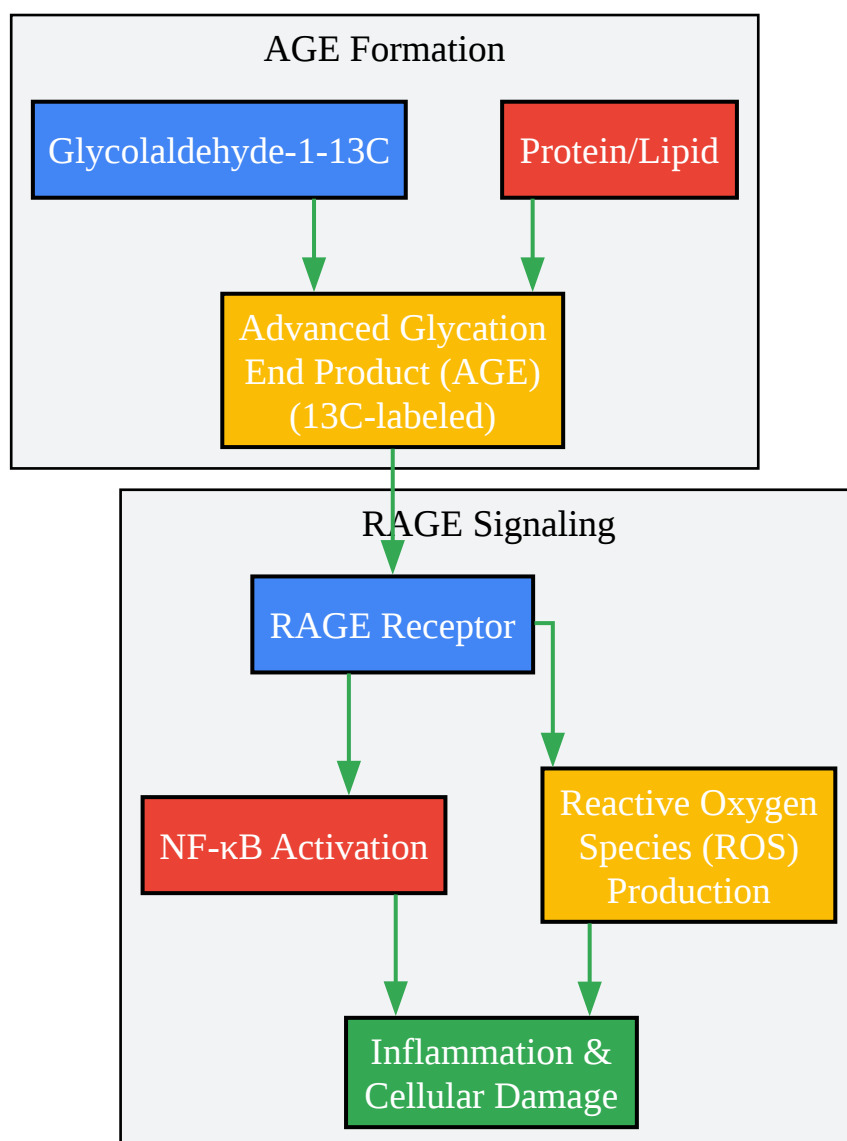 AGE Formation
Glycolaldehyde-1-13C
Protein/Lipid
Advanced Glycation
End Product (AGE)
(13C-labeled)
RAGE Signaling
RAGE Receptor
NF-κB Activation
Reactive Oxygen
Species (ROS)
Production
Inflammation &
Cellular Damage